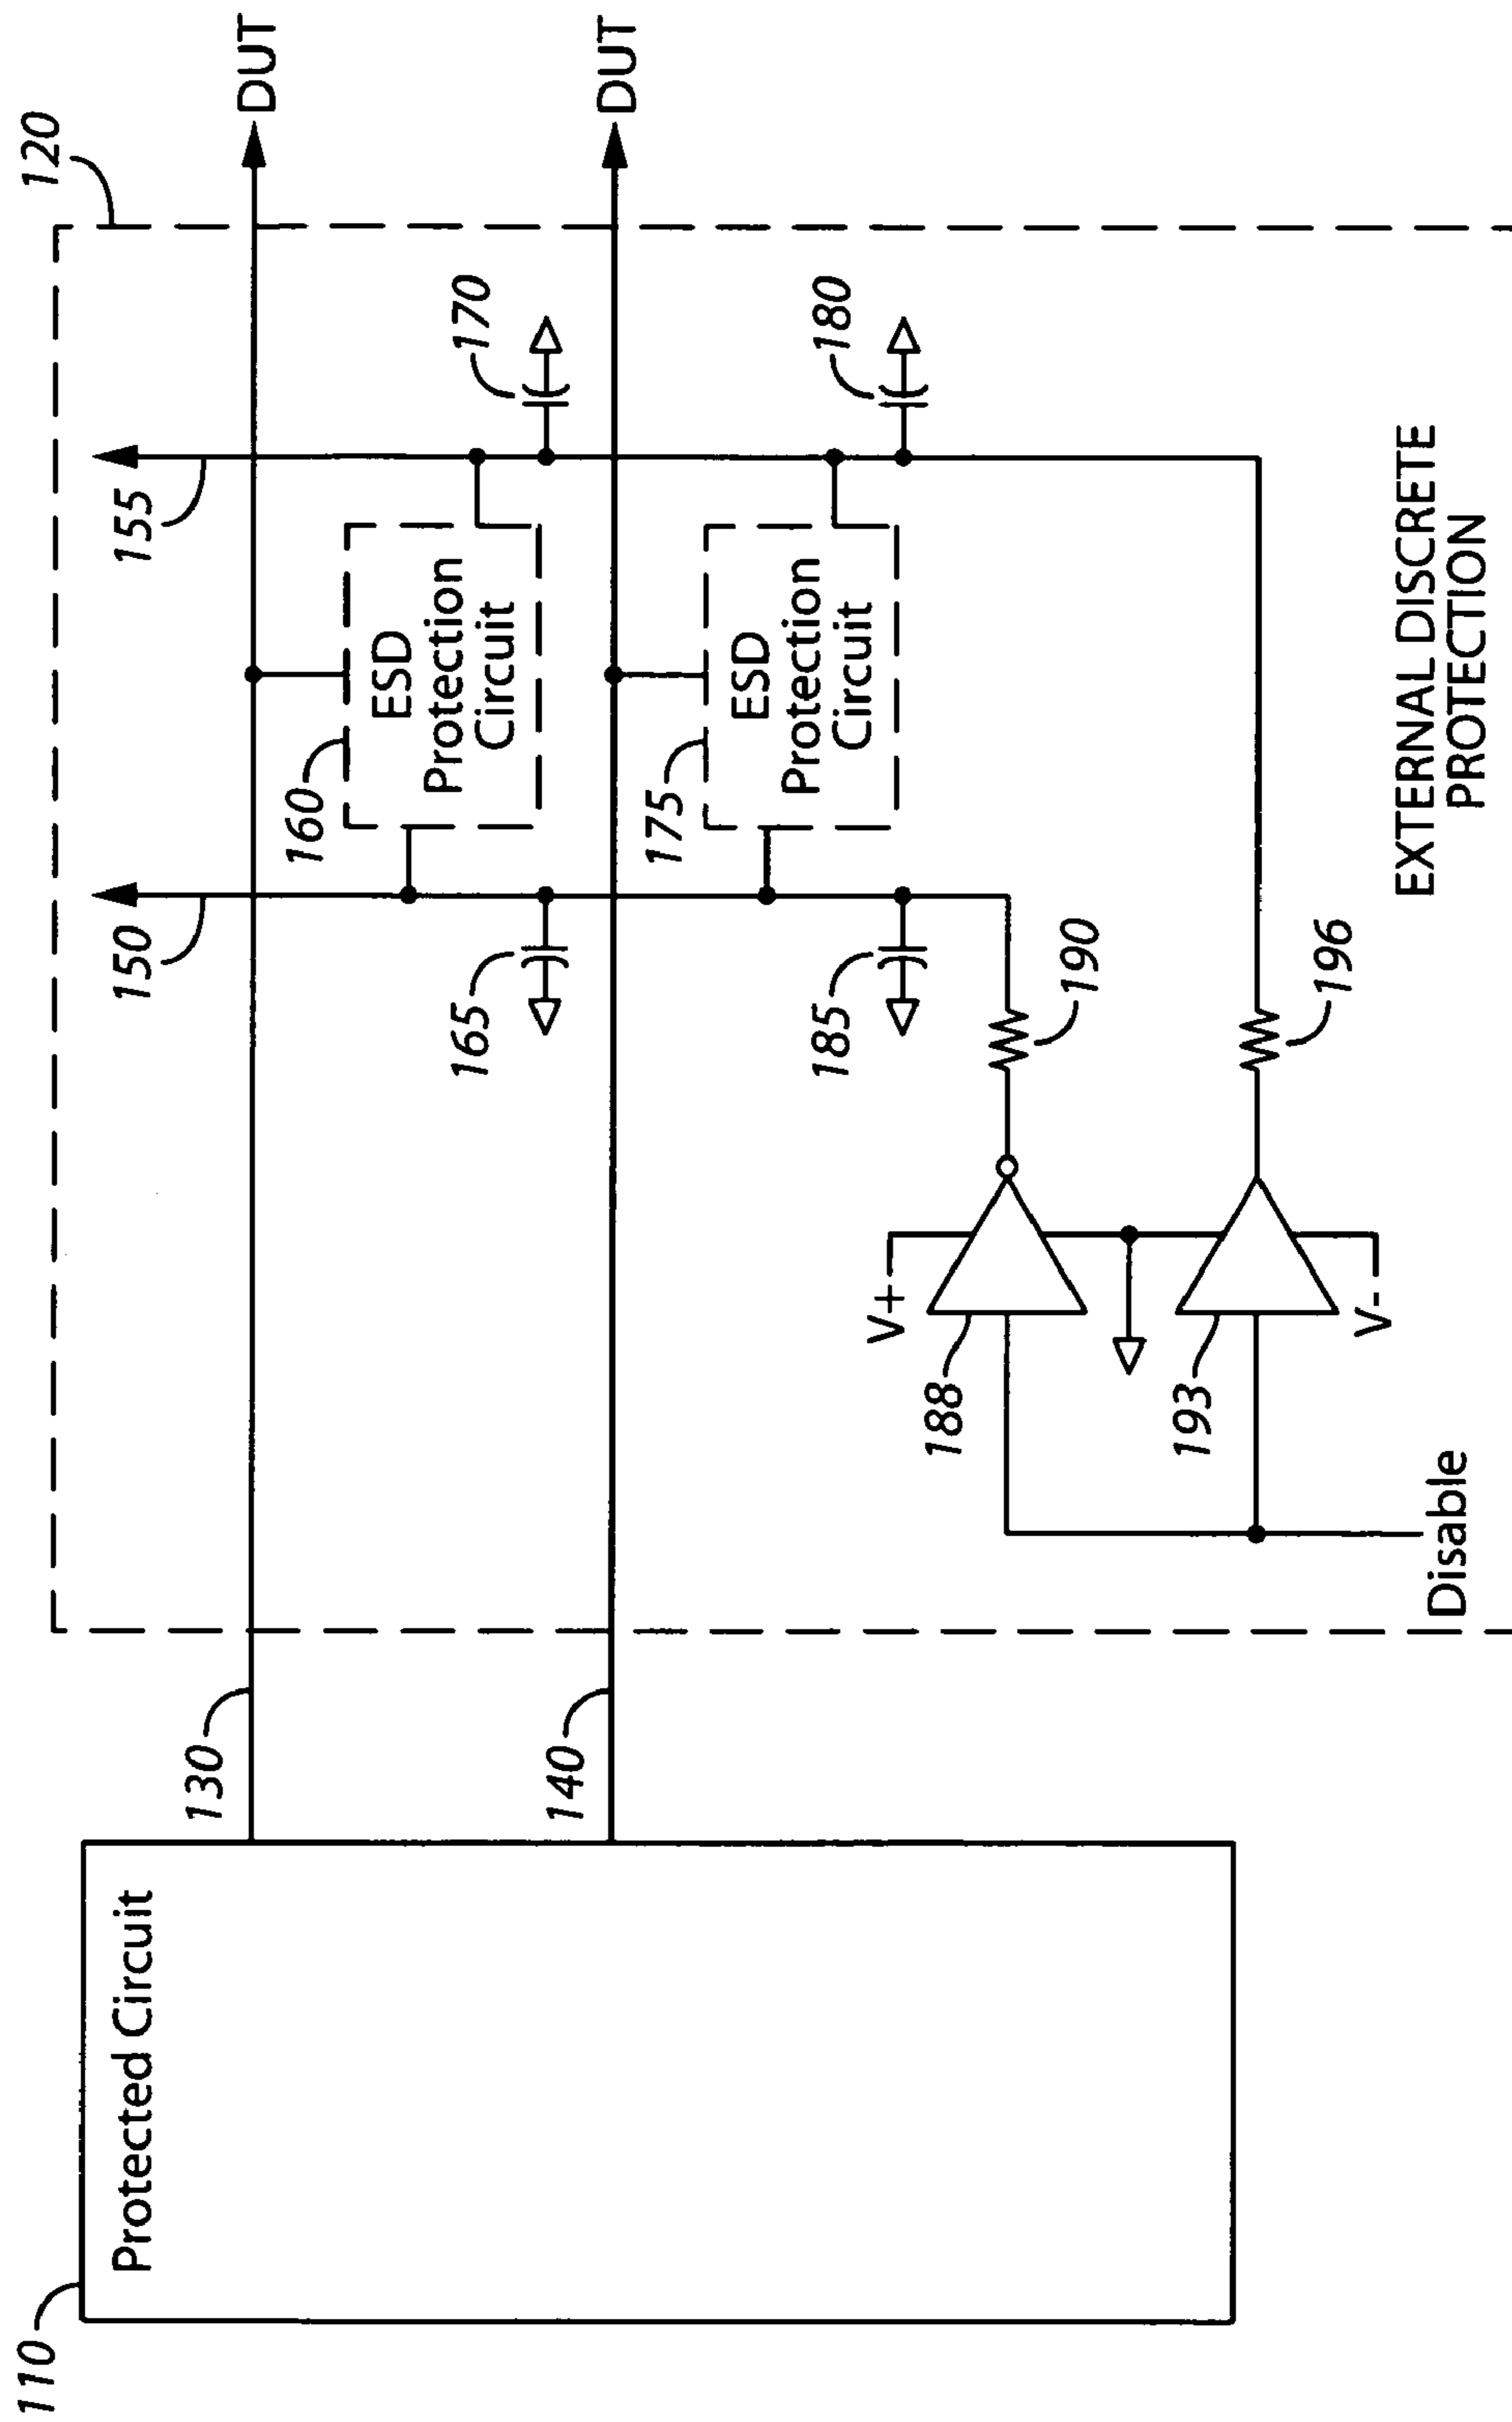 110
Protected Circuit
130
140
120
DUT
DUT
150
155
160
ESD
Protection
Circuit
165
170
175
ESD
Protection
Circuit
185
180
V+
188
190
193
196
V-
Disable
EXTERNAL DISCRETE
PROTECTION